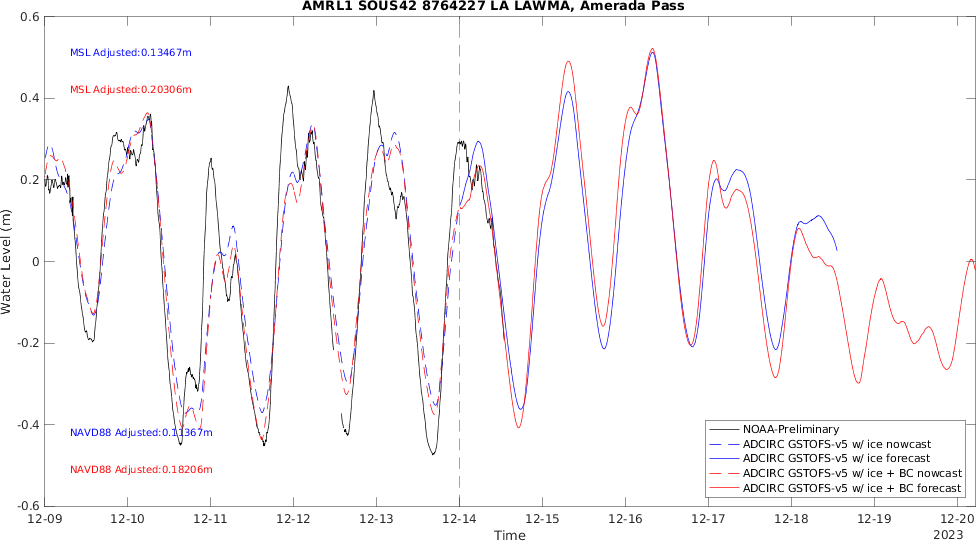 AMRL1 SOUS42 8764227 LA LAWMA, Amerada Pass
0.6
0.4
0.2
0
-0.2
-0.4
-0.6
Water Level (m)
MSL Adjusted:0.13467m
MSL Adjusted:0.20306m
NAVD88 Adjusted:0.11367m
NAVD88 Adjusted:0.18206m
NOAA-Preliminary
ADCIRC GSTOFS-v5 w/ ice nowcast
ADCIRC GSTOFS-v5 w/ ice forecast
ADCIRC GSTOFS-v5 w/ ice + BC nowcast
ADCIRC GSTOFS-v5 w/ ice + BC forecast
12-09 12-10 12-11 12-12 12-13 12-14 12-15 12-16 12-17 12-18 12-19 12-20
Time
2023